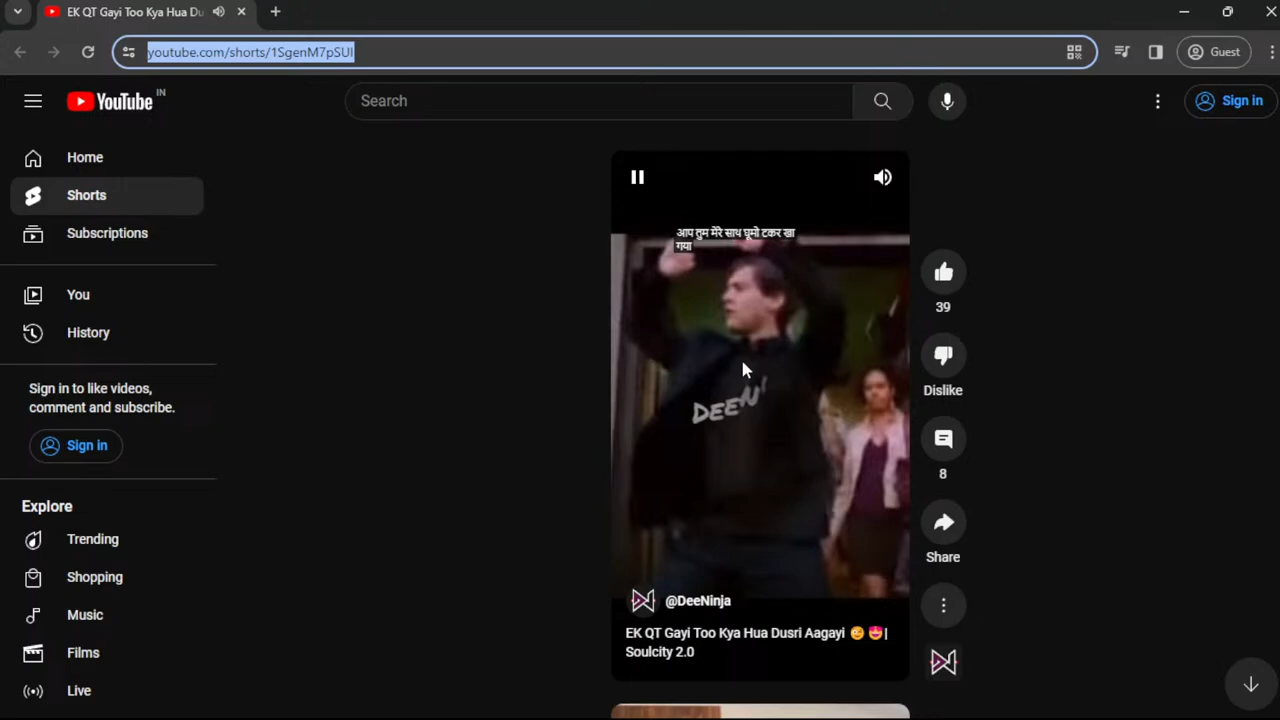 EK QT Gayi Too Kya Hua Du
youtube.com/shorts/1SgenM7pSUI
Guest
YouTube IN
Search
Sign in
Home
Shorts
Subscriptions
You
History
Sign in to like videos,
comment and subscribe.
Sign in
Explore
Trending
Shopping
Music
Films
Live
आप तुम मेरे साथ घूमो टकर खा
गया
DEEN
@DeeNinja
EK QT Gayi Too Kya Hua Dusri Aagayi 😉 🤩|
Soulcity 2.0
39
Dislike
8
Share